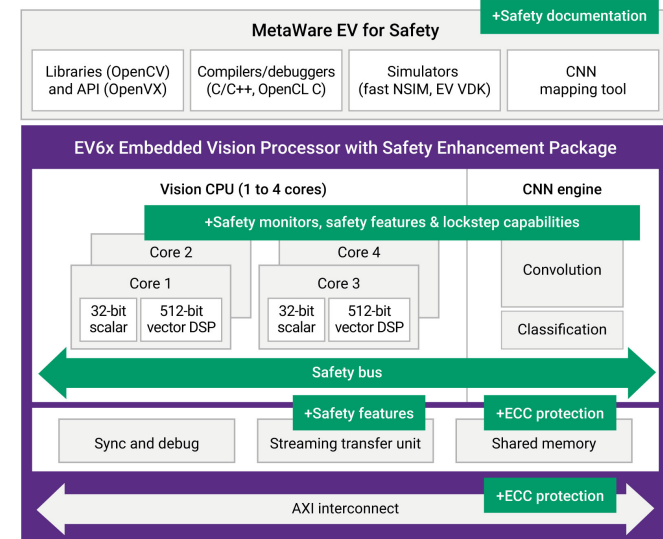 +Safety documentation
MetaWare EV for Safety
Libraries (OpenCV)
and API (OpenVX)
Compilers/debuggers
(C/C++, OpenCL C)
Simulators
(fast NSIM, EV VDK)
CNN
mapping tool
EV6x Embedded Vision Processor with Safety Enhancement Package
Vision CPU (1 to 4 cores)
CNN engine
+Safety monitors, safety features & lockstep capabilities
Core 2
Core 4
Core 1
Core 3
32-bit
scalar
512-bit
vector DSP
32-bit
scalar
512-bit
vector DSP
Convolution
Classification
Safety bus
+Safety features
+ECC protection
Sync and debug
Streaming transfer unit
Shared memory
+ECC protection
AXI interconnect